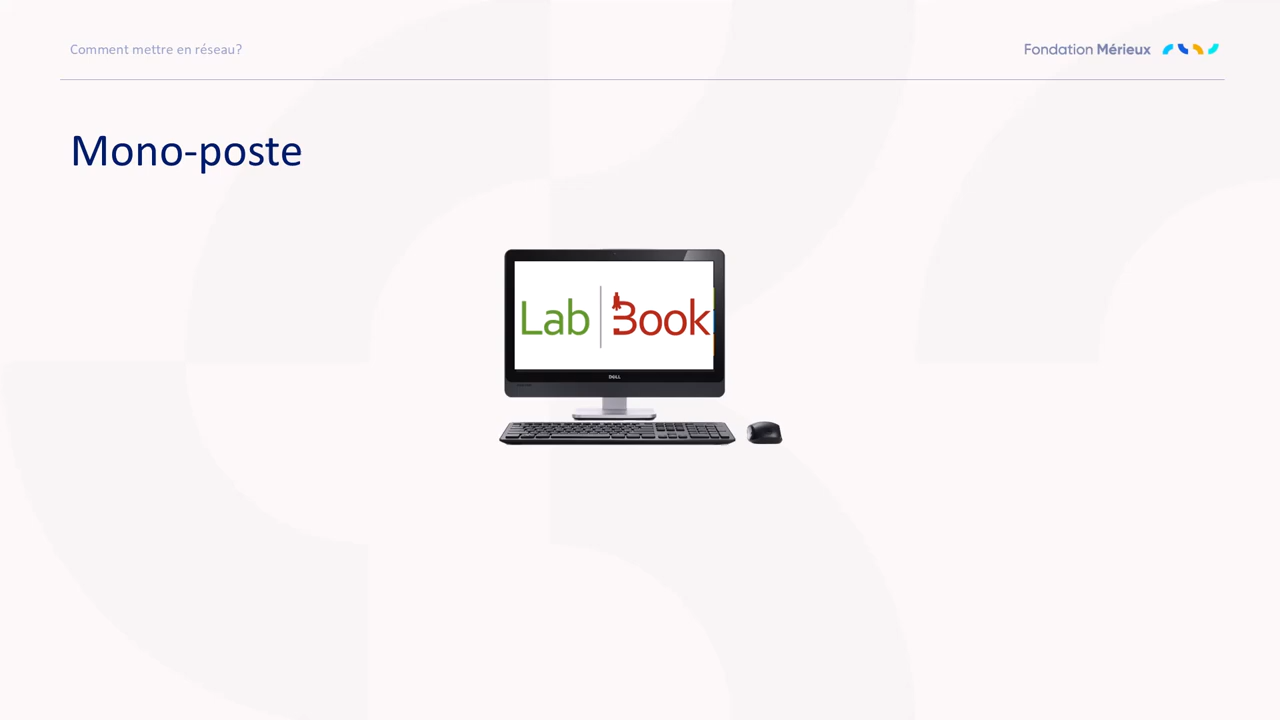 Comment mettre en réseau?
Fondation Mérieux
Mono-poste
Lab Book
DELL